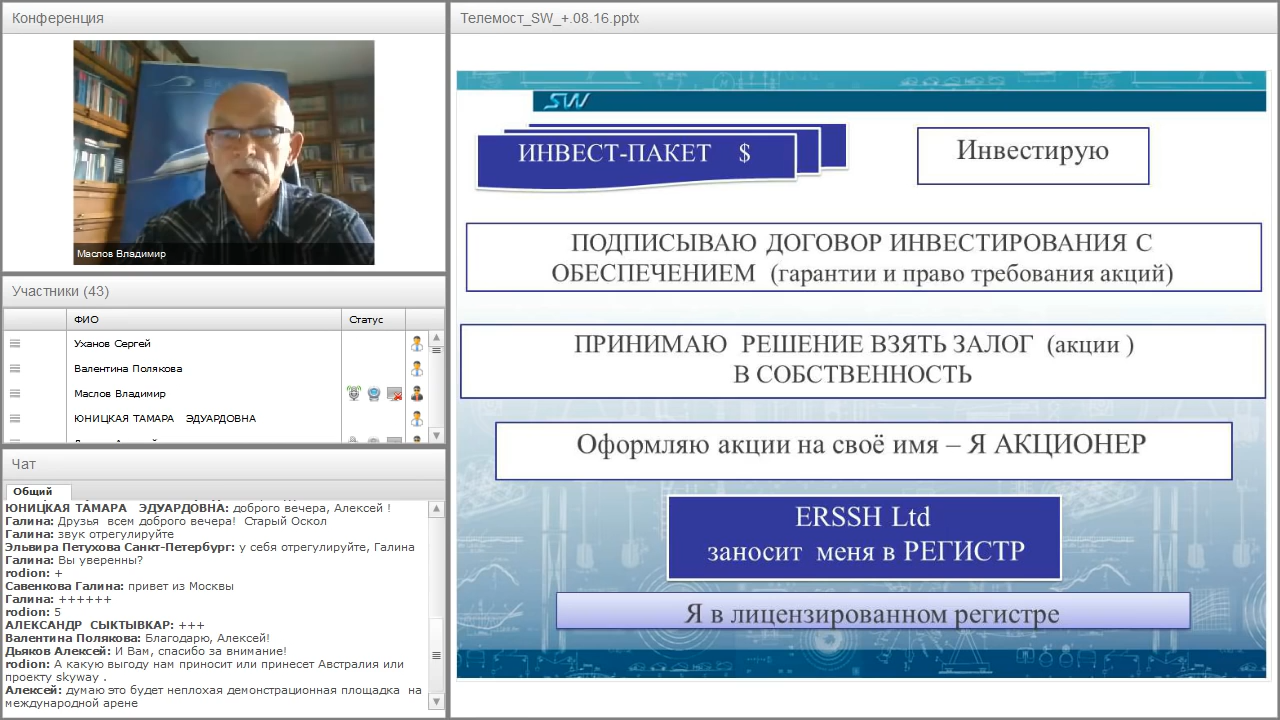 Конференция
Маслов Владимир
Участники (43)
ФИО
Статус
Уханов Сергей
Валентина Полякова
Маслов Владимир
ЮНИЦКАЯ ТАМАРА ЭДУАРДОВНА
Чат
Общий
ЮНИЦКАЯ ТАМАРА ЭДУАРДОВНА: доброго вечера, Алексей !
Галина: Друзья всем доброго вечера! Старый Оскол
Галина: звук отрегулируйте
Эльвира Петухова Санкт-Петербург: у себя отрегулируйте, Галина
Галина: Вы уверенны?
rodion: +
Савенкова Галина: привет из Москвы
Галина: ++++++
rodion: 5
АЛЕКСАНДР СЫКТЫВКАР: +++
Валентина Полякова: Благодарю, Алексей!
Дьяков Алексей: И Вам, спасибо за внимание!
rodion: А какую выгоду нам приносит или принесет Австралия или
проекту skyway .
Алексей: думаю это будет неплохая демонстрационная площадка на
международной арене
Телемост_SW_+.08.16.pptx
SW
ИНВЕСТ-ПАКЕТ $
Инвестирую
ПОДПИСЫВАЮ ДОГОВОР ИНВЕСТИРОВАНИЯ С
ОБЕСПЕЧЕНИЕМ (гарантии и право требования акций)
ПРИНИМАЮ РЕШЕНИЕ ВЗЯТЬ ЗАЛОГ (акции )
В СОБСТВЕННОСТЬ
Оформляю акции на своё имя – Я АКЦИОНЕР
ERSSH Ltd
заносит меня в РЕГИСТР
Я в лицензированном регистре